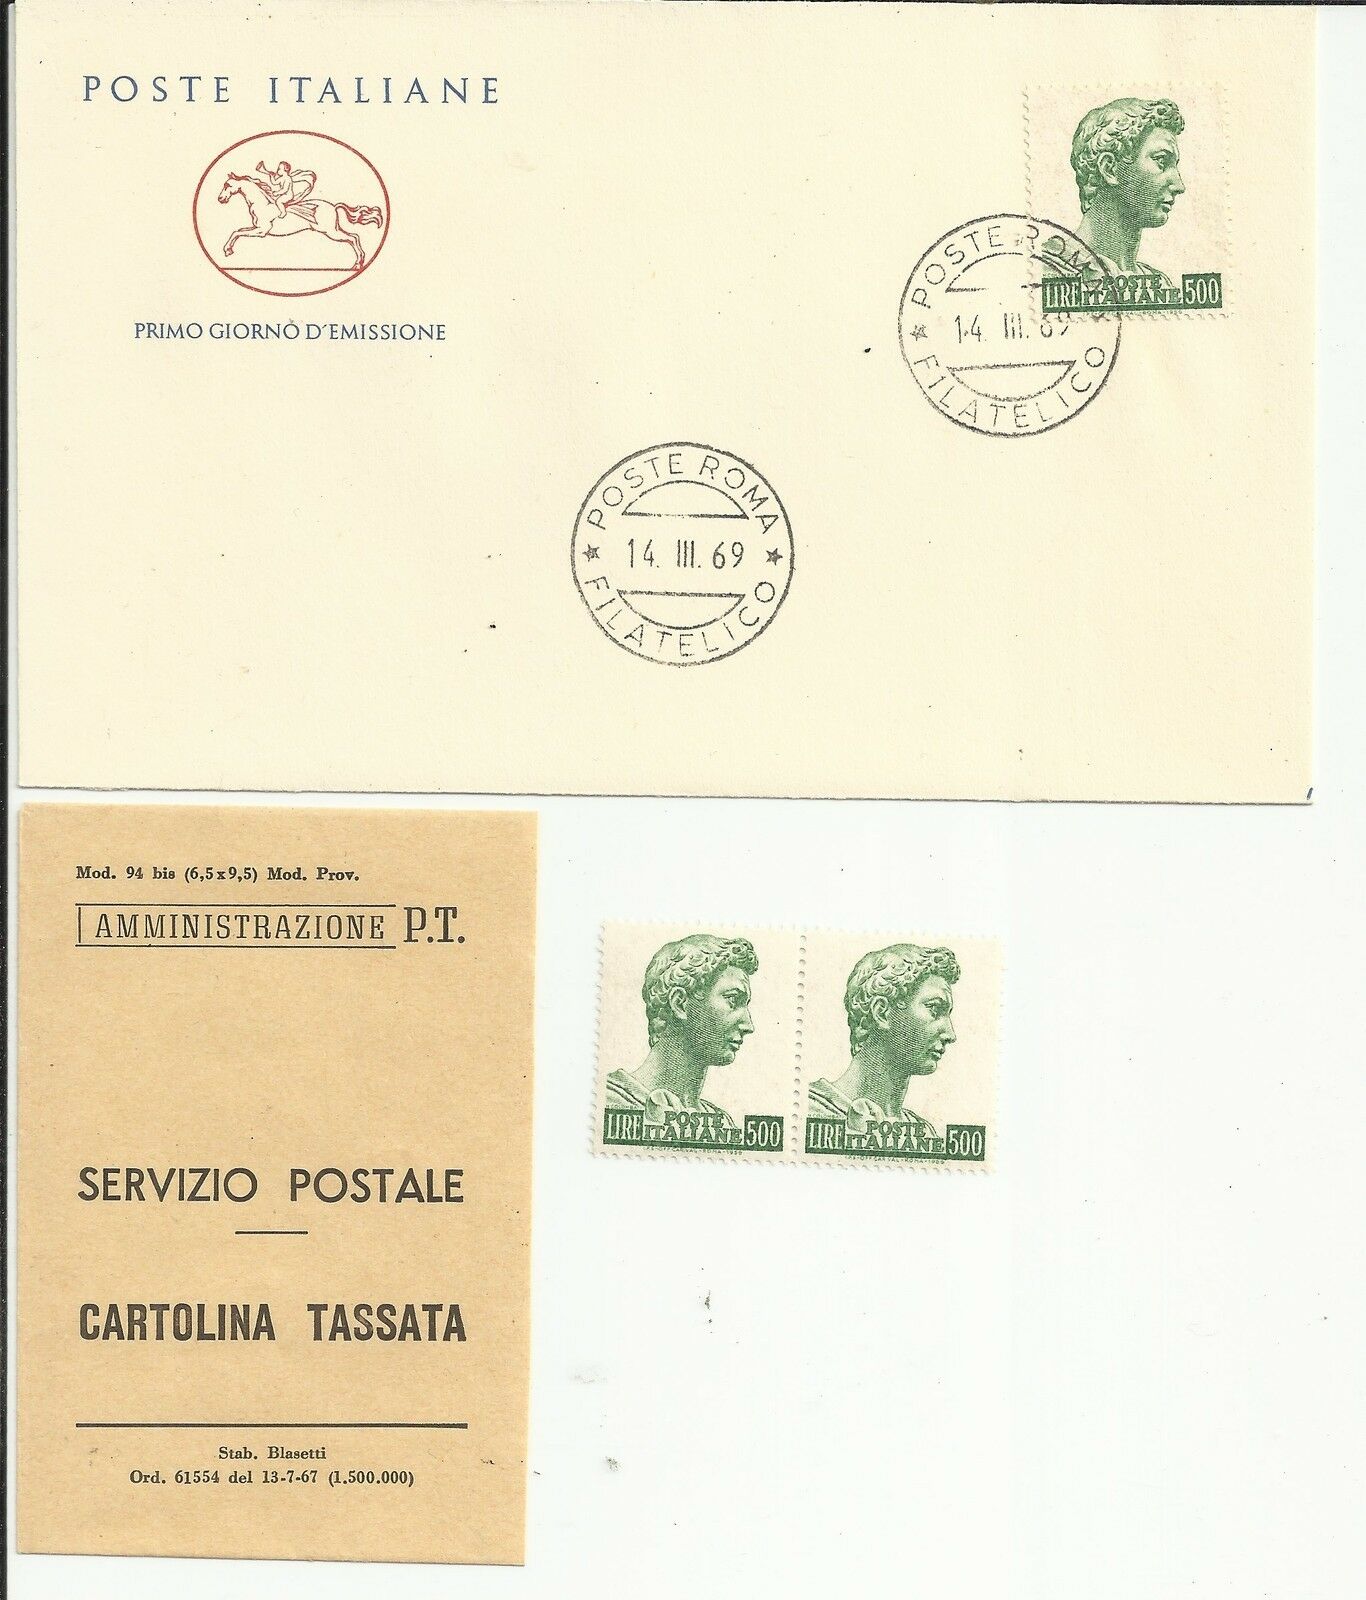 POSTE ITALIANE
PRIMO GIORNO D'EMISSIONE
LIRE POSTE ITALIANE 500
POSTE ROMA
14. III. 69
FILATELICO
POSTE ROMA
14. III. 69
FILATELICO
Mod. 94 bis (6,5x9,5) Mod. Prov.
AMMINISTRAZIONE P.T.
SERVIZIO POSTALE
CARTOLINA TASSATA
Stab. Blasetti
Ord. 61554 del 13-7-67 (1.500.000)
LIRE POSTE ITALIANE 500
LIRE POSTE ITALIANE 500